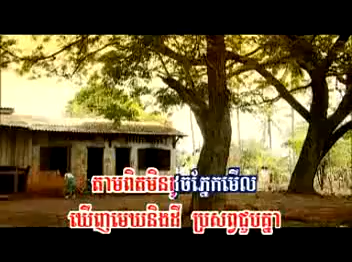 តាមពិតមិនដូចភ្នែកមើល
ឃើញមេឃនិងដី ប្រសព្វជួបគ្នា